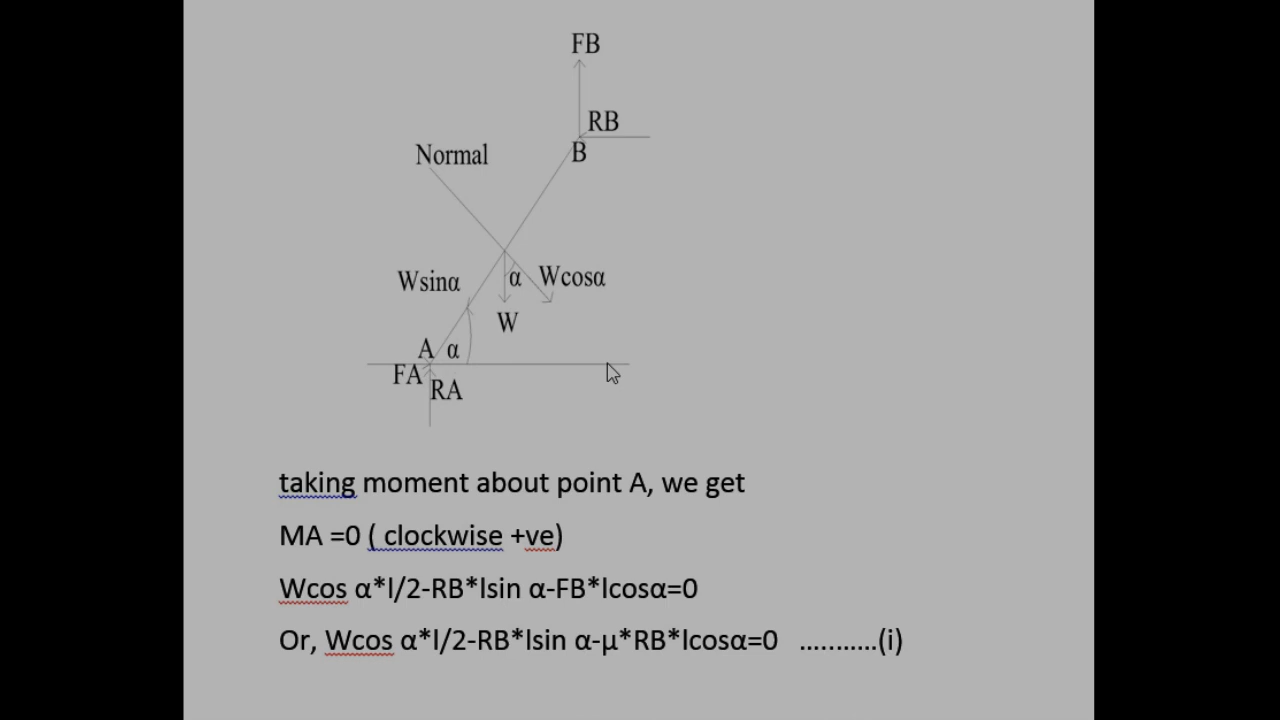 FB
RB
B
Normal
Wsinα
α
Wcosα
W
A
α
FA
RA
taking moment about point A, we get
MA =0 ( clockwise +ve)
Wcos α*l/2-RB*lsin α-FB*lcosα=0
Or, Wcos α*l/2-RB*lsin α-μ*RB*lcosα=0 ...........(i)